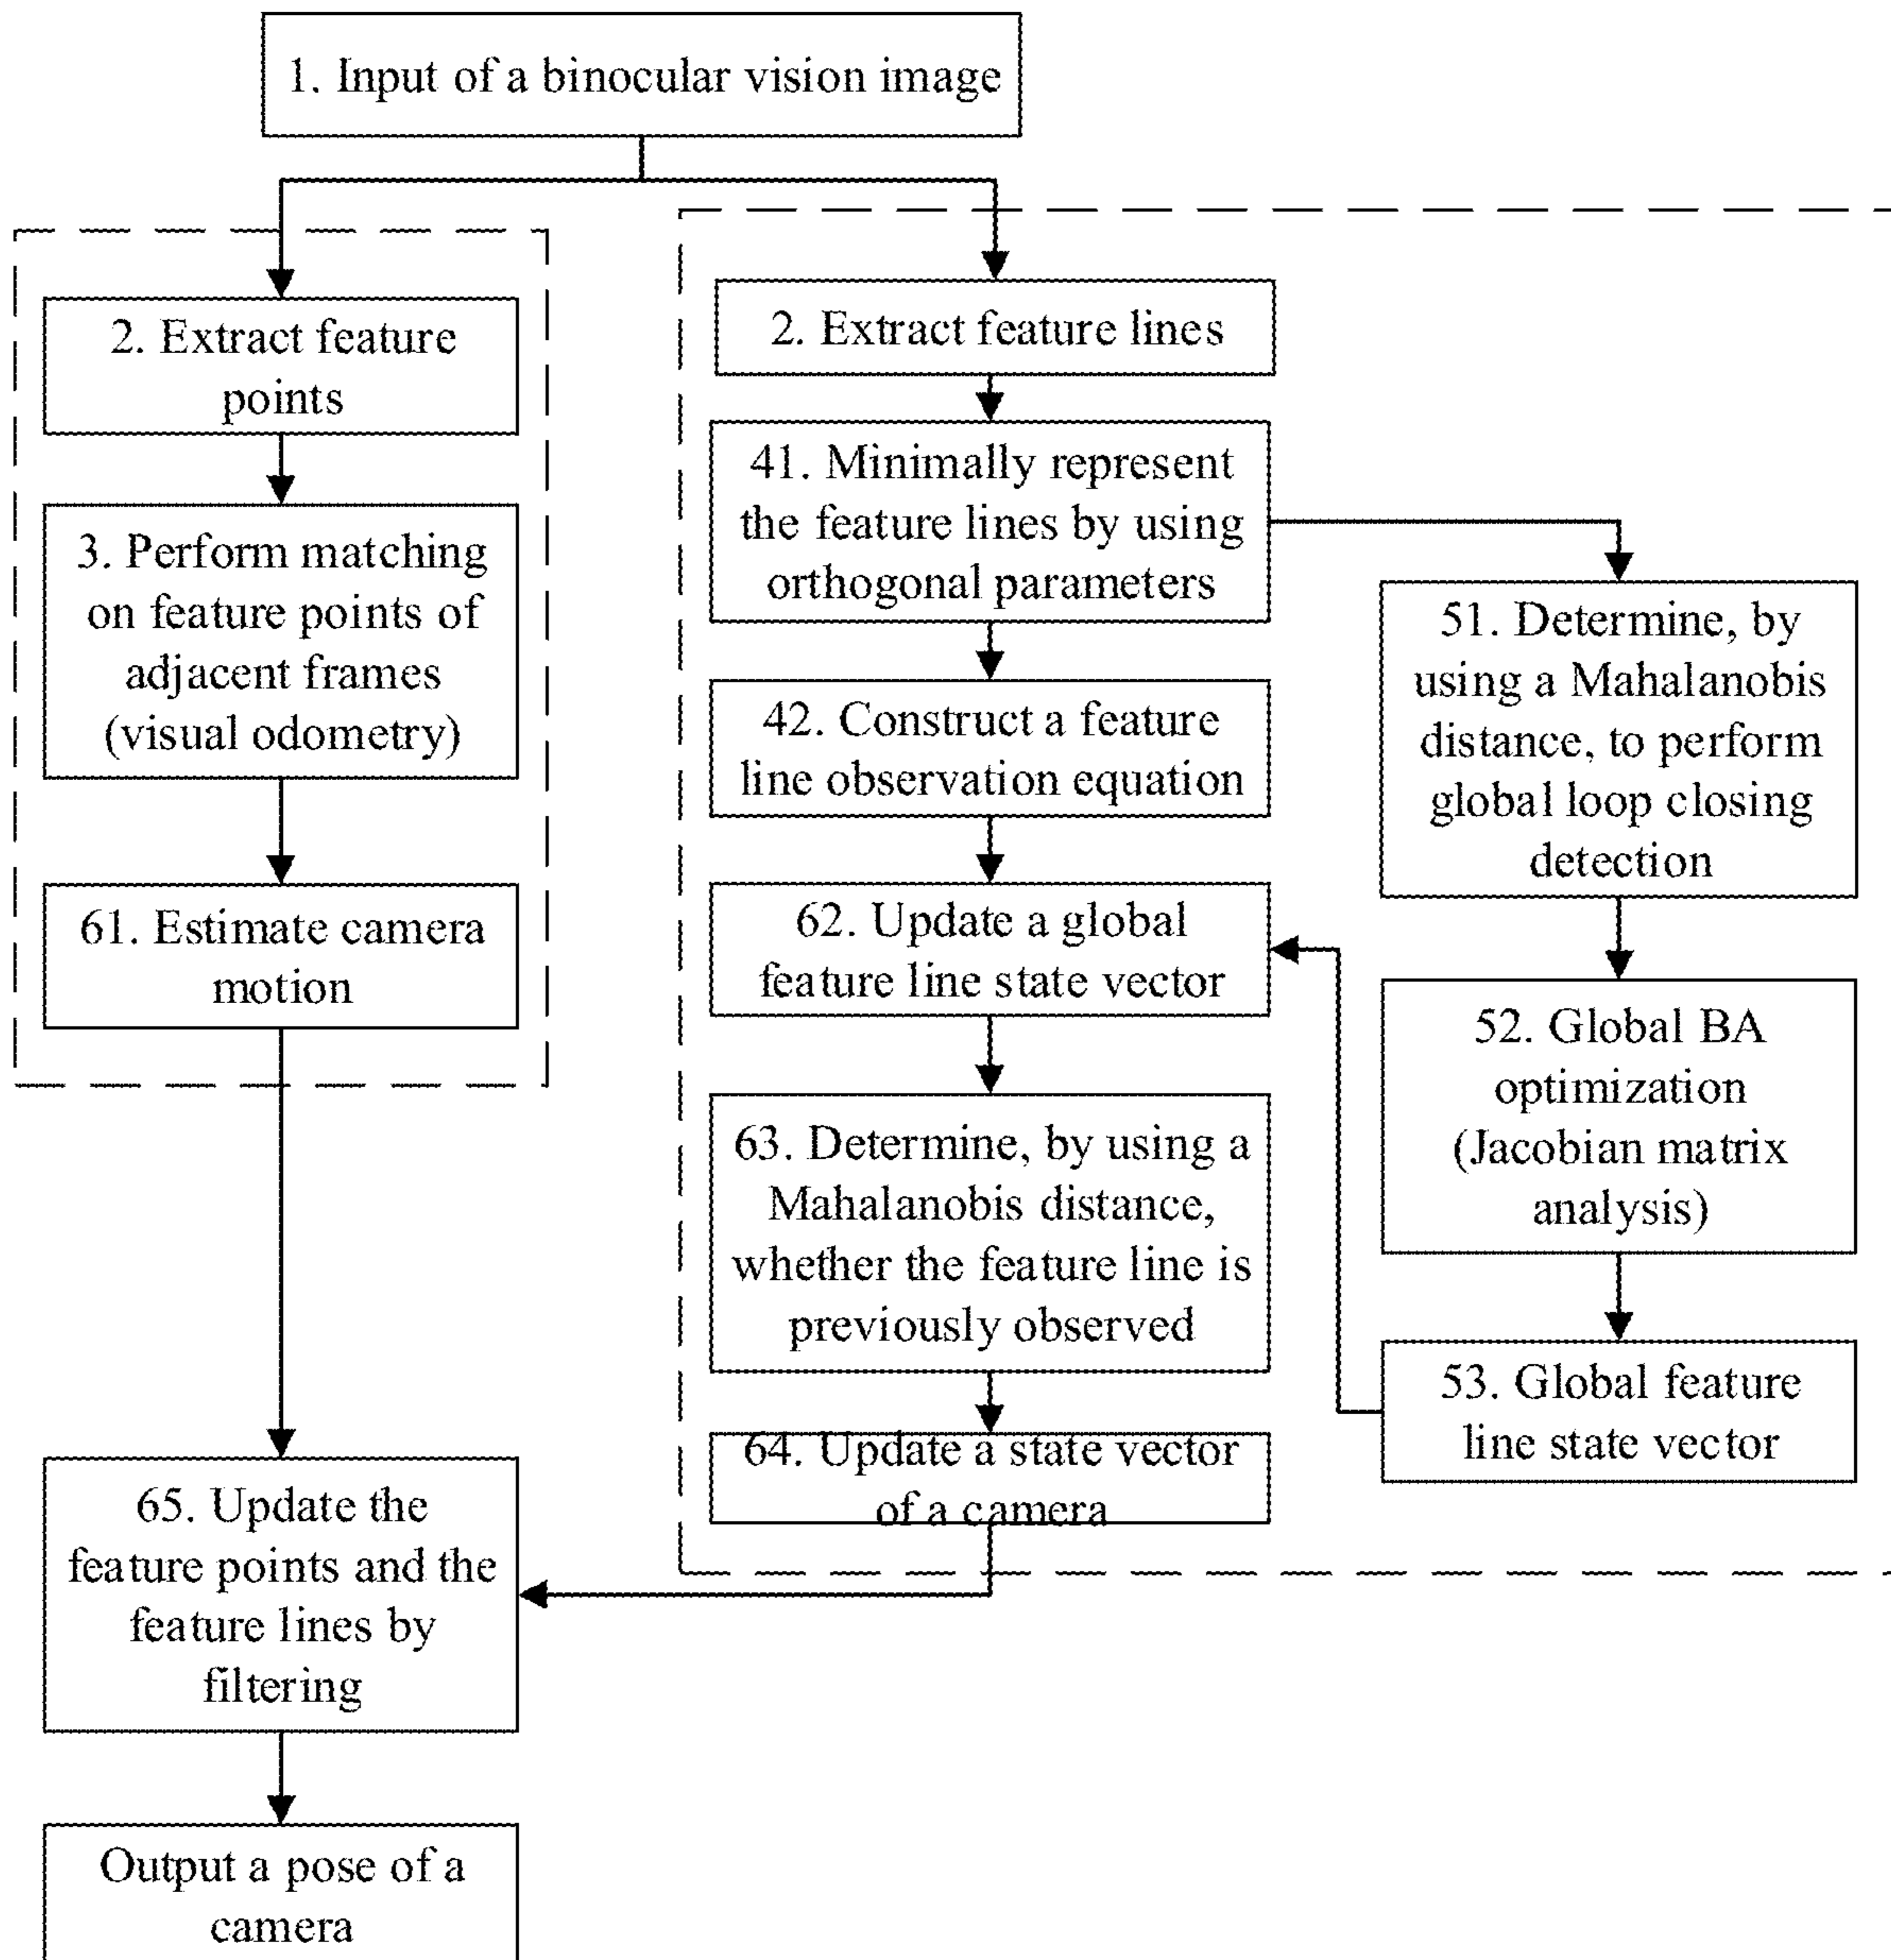 1. Input of a binocular vision image
2. Extract feature
points
3. Perform matching
on feature points of
adjacent frames
(visual odometry)
61. Estimate camera
motion
2. Extract feature lines
41. Minimally represent
the feature lines by using
orthogonal parameters
42. Construct a feature
line observation equation
62. Update a global
feature line state vector
63. Determine, by using a
Mahalanobis distance,
whether the feature line is
previously observed
64. Update a state vector
of a camera
51. Determine, by
using a Mahalanobis
distance, to perform
global loop closing
detection
52. Global BA
optimization
(Jacobian matrix
analysis)
53. Global feature
line state vector
65. Update the
feature points and the
feature lines by
filtering
Output a pose of a
camera